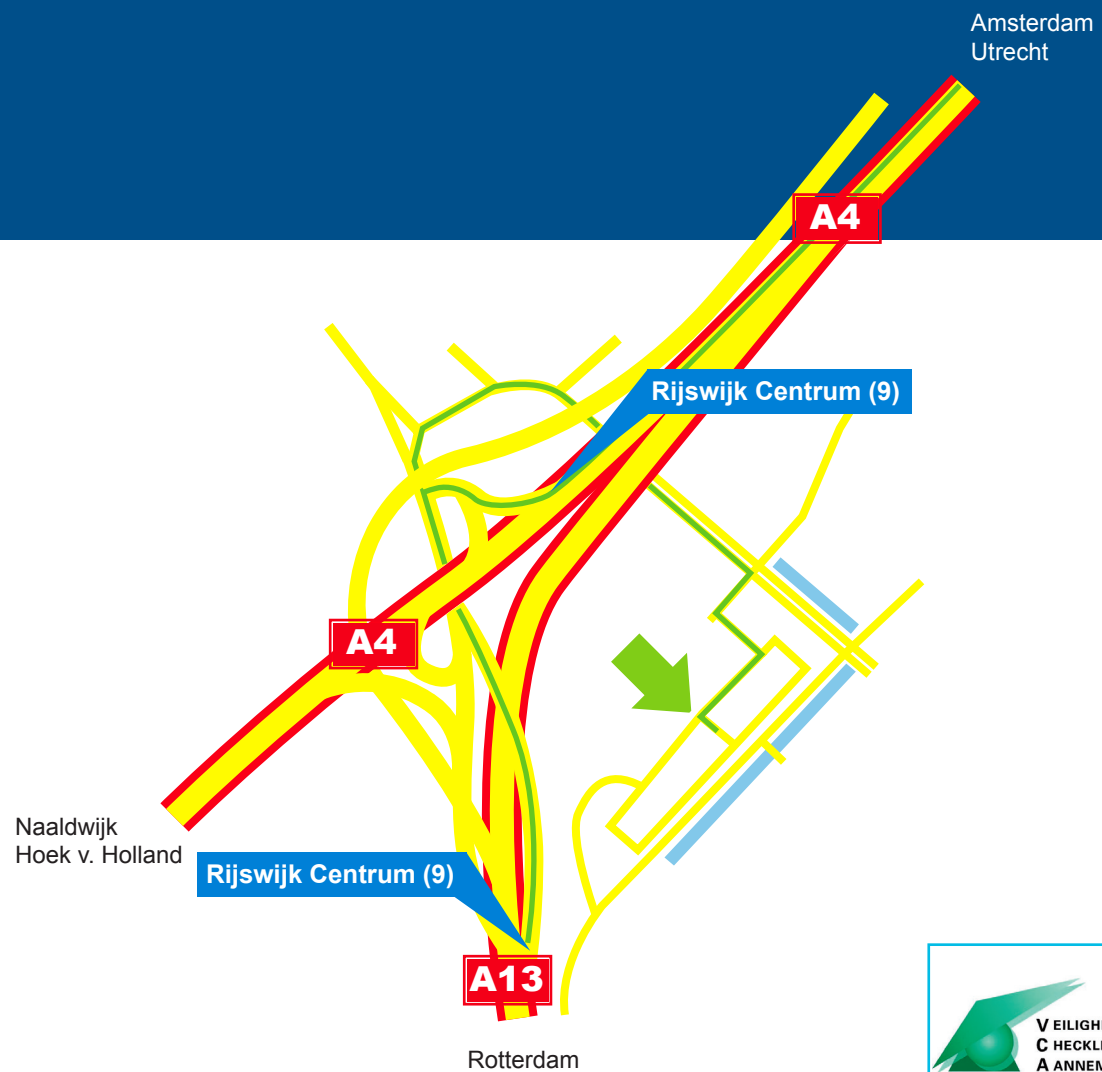 Amsterdam
Utrecht
A4
Rijswijk Centrum (9)
A4
Naaldwijk
Hoek v. Holland
Rijswijk Centrum (9)
A13
Rotterdam
V EILIGH
C HECKL
A ANNEM